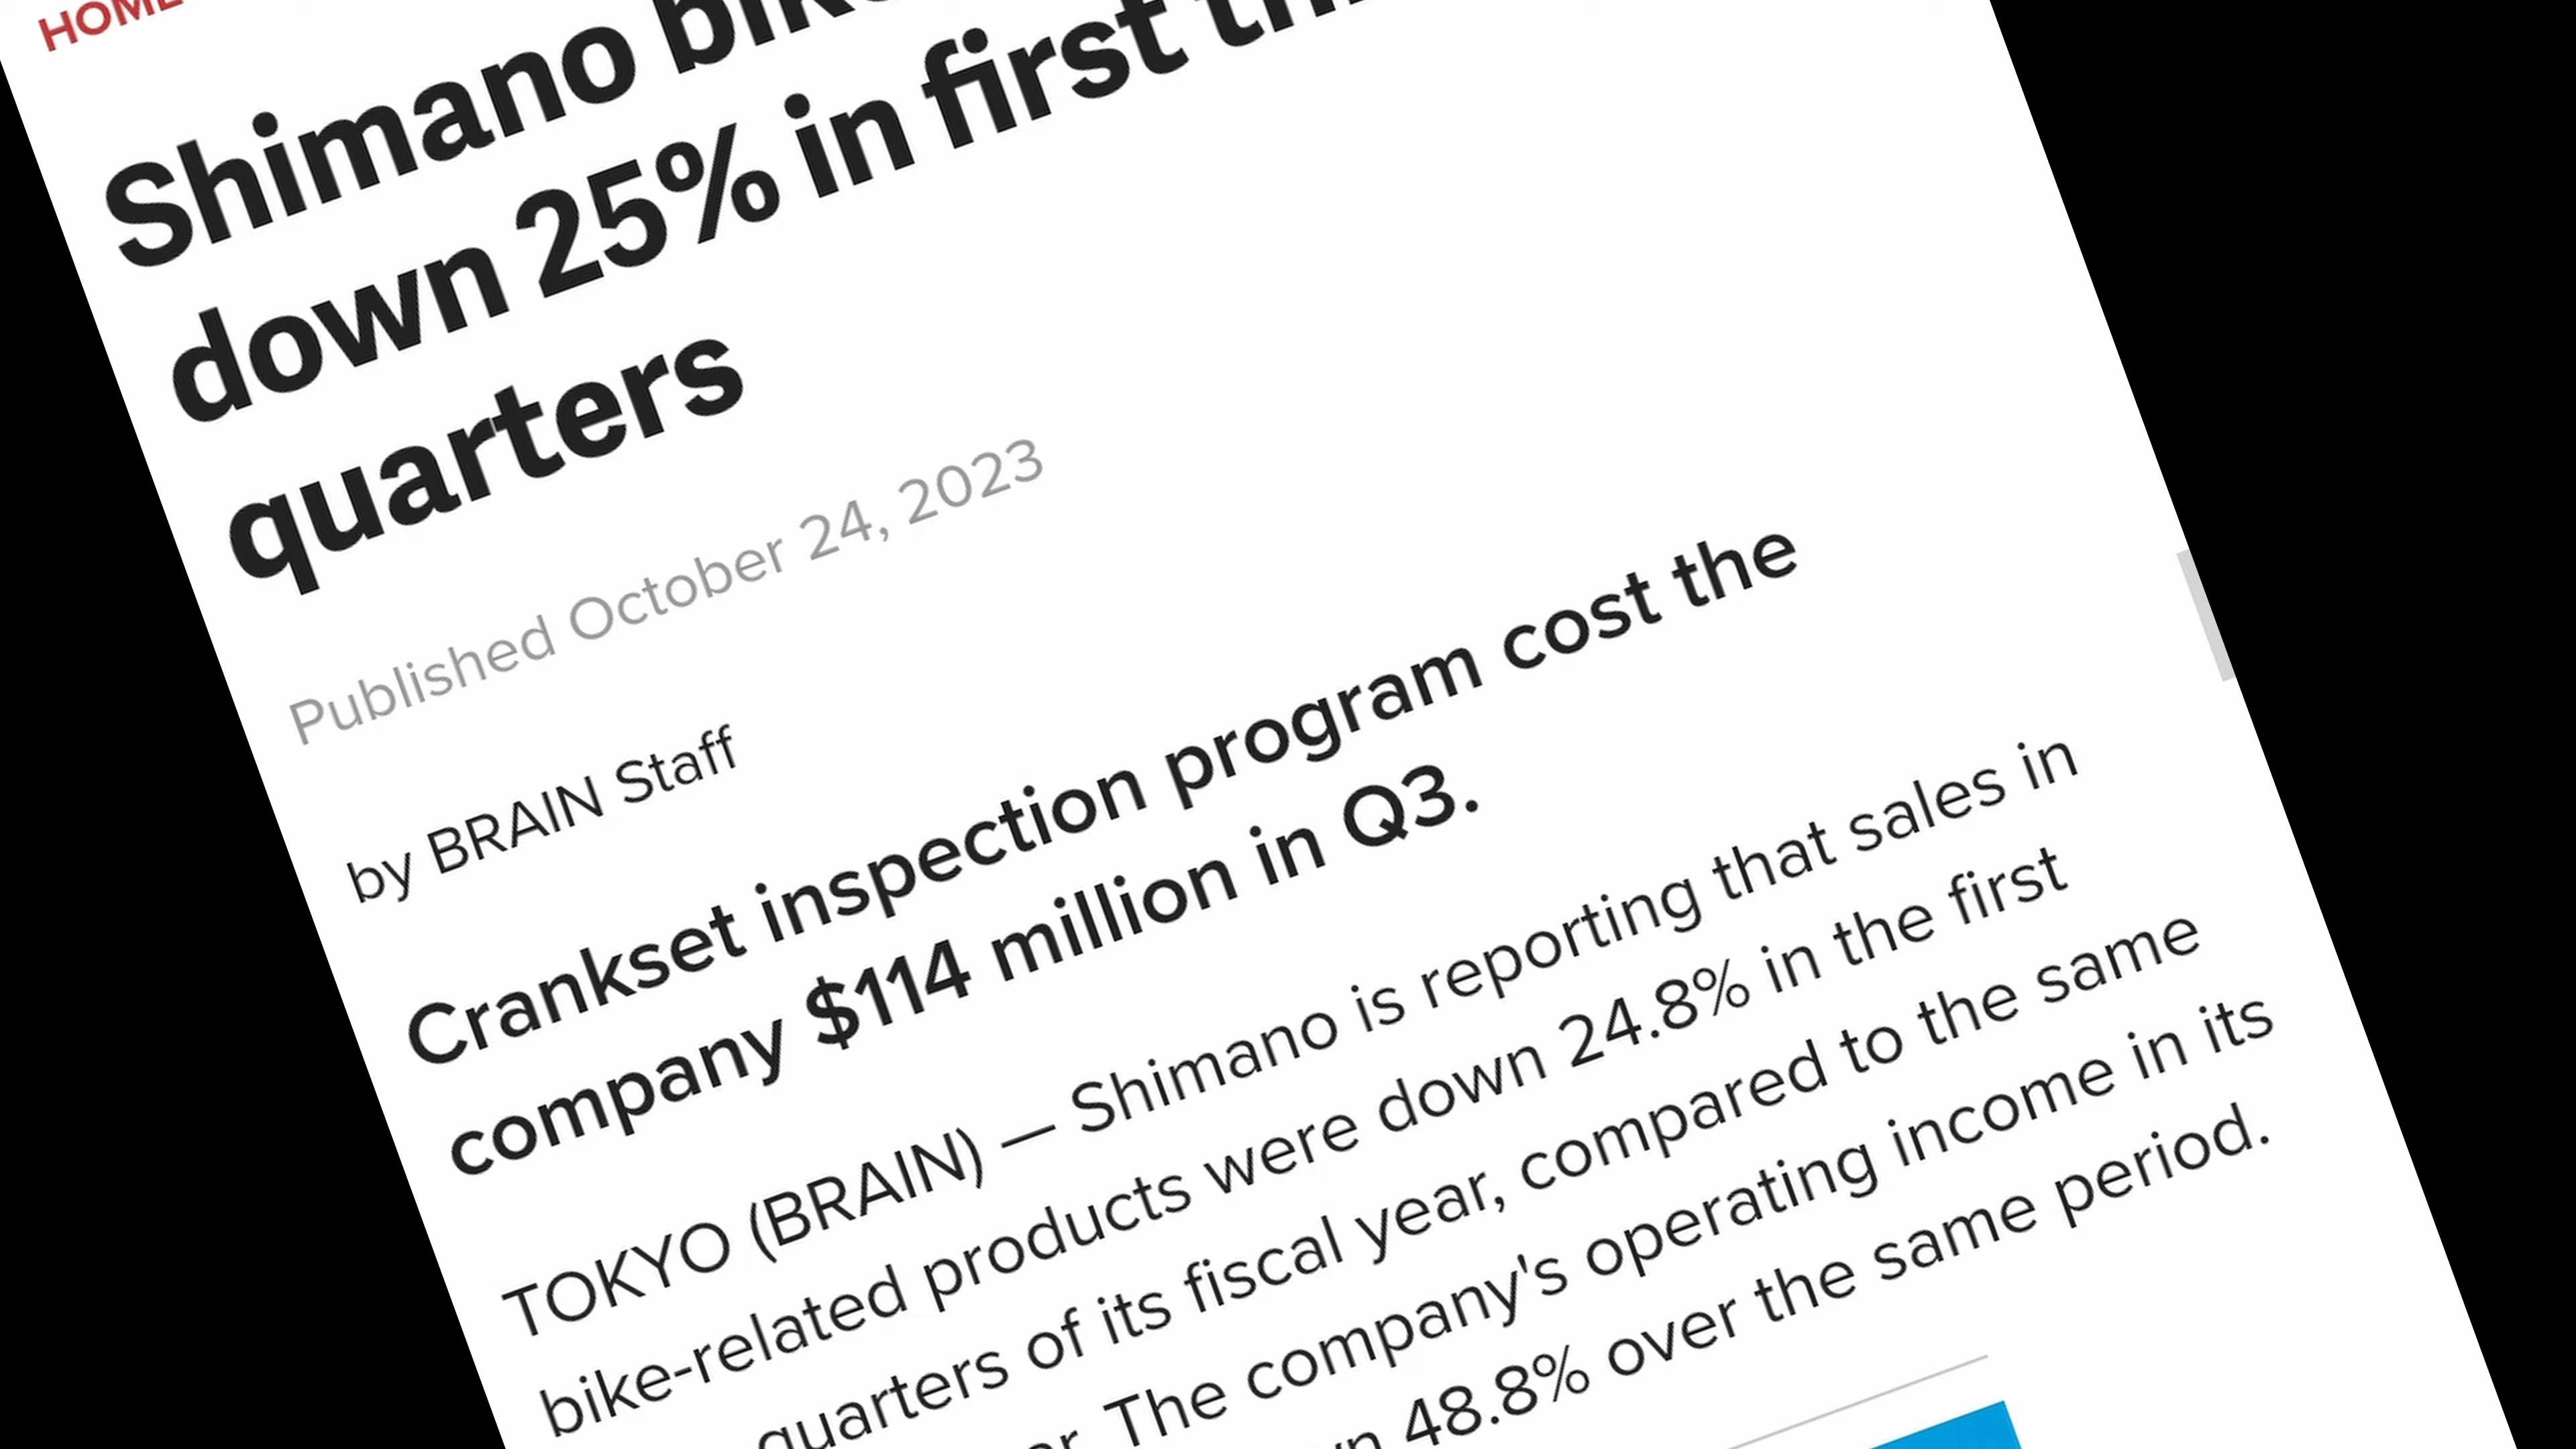 HOME
Shimano
down 25% in first
quarters
Published October 24, 2023
by BRAIN Staff
Crankset inspection program cost the
company $114 million in Q3.
TOKYO (BRAIN) — Shimano is reporting that sales in
bike-related products were down 24.8% in the first
quarters of its fiscal year, compared to the same
The company's operating income in its
48.8% over the same period.